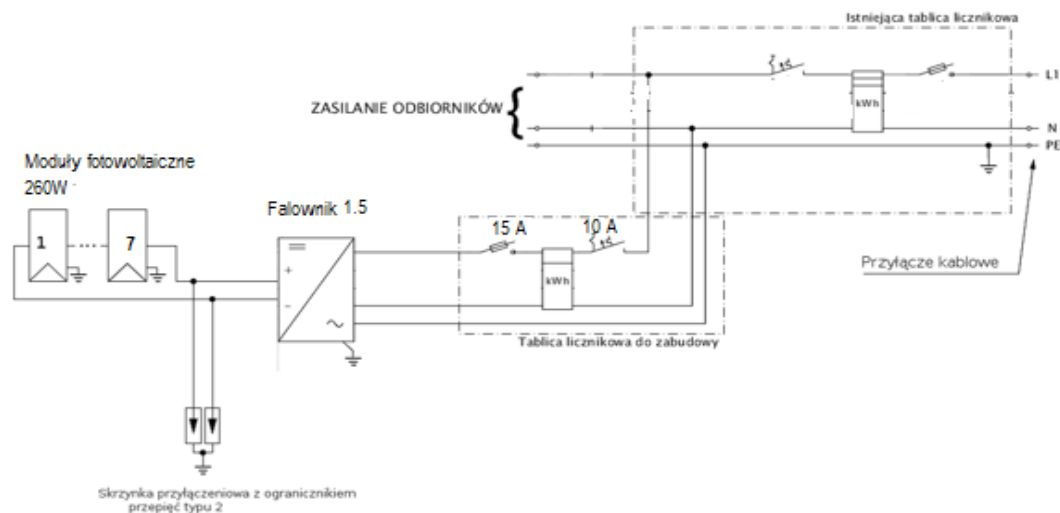 Istniejąca tablica licznikowa
L1
kWh
ZASILANIE ODBIORNIKÓW
N
PE
Moduły fotowoltaiczne
260W
Falownik 1.5
1
7
15 A
10 A
kWh
Przyłącze kablowe
Tablica licznikowa do zabudowy
Skrzynka przyłączeniowa z ogranicznikiem
przepięć typu 2